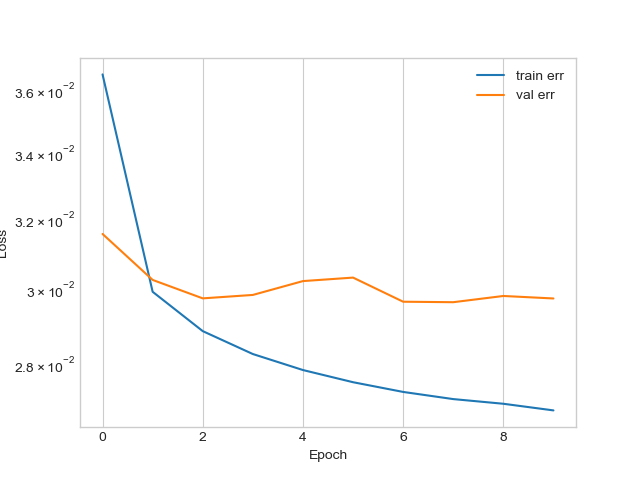 train err
val err
3.6 × 10⁻²
3.4 × 10⁻²
3.2 × 10⁻²
3 × 10⁻²
2.8 × 10⁻²
Loss
0 2 4 6 8
Epoch